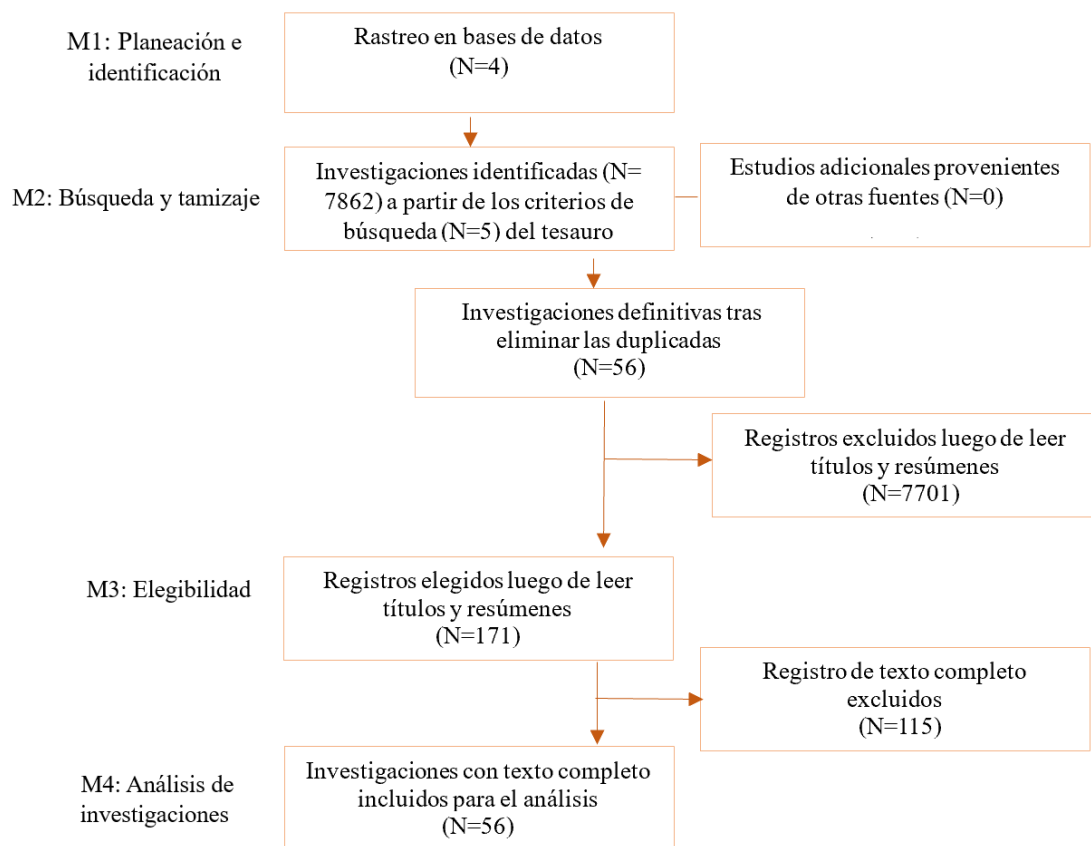 M1: Planeación e
identificación
Rastreo en bases de datos
(N=4)
M2: Búsqueda y tamizaje
Investigaciones identificadas (N=
7862) a partir de los criterios de
búsqueda (N=5) del tesauro
Estudios adicionales provenientes
de otras fuentes (N=0)
Investigaciones definitivas tras
eliminar las duplicadas
(N=56)
Registros excluidos luego de leer
títulos y resúmenes
(N=7701)
M3: Elegibilidad
Registros elegidos luego de leer
títulos y resúmenes
(N=171)
Registro de texto completo
excluidos
(N=115)
M4: Análisis de
investigaciones
Investigaciones con texto completo
incluidos para el análisis
(N=56)